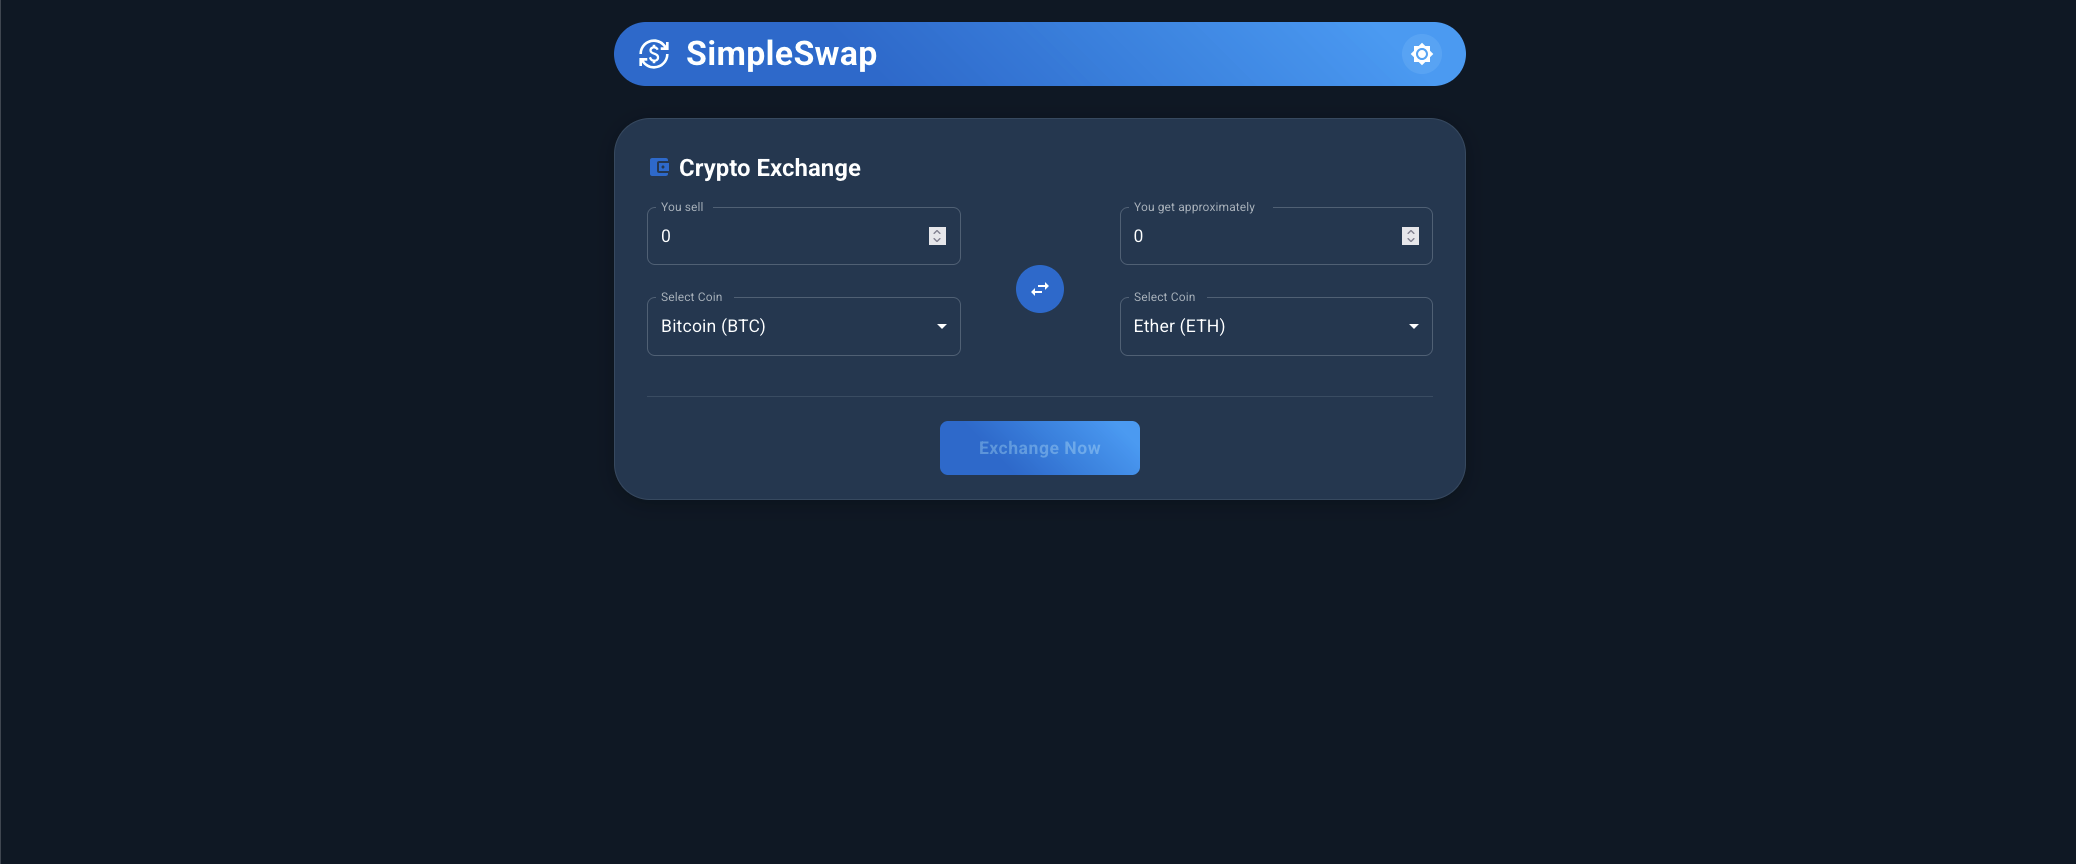 SimpleSwap
Crypto Exchange
You sell
0
You get approximately
0
Select Coin
Bitcoin (BTC)
Select Coin
Ether (ETH)
Exchange Now